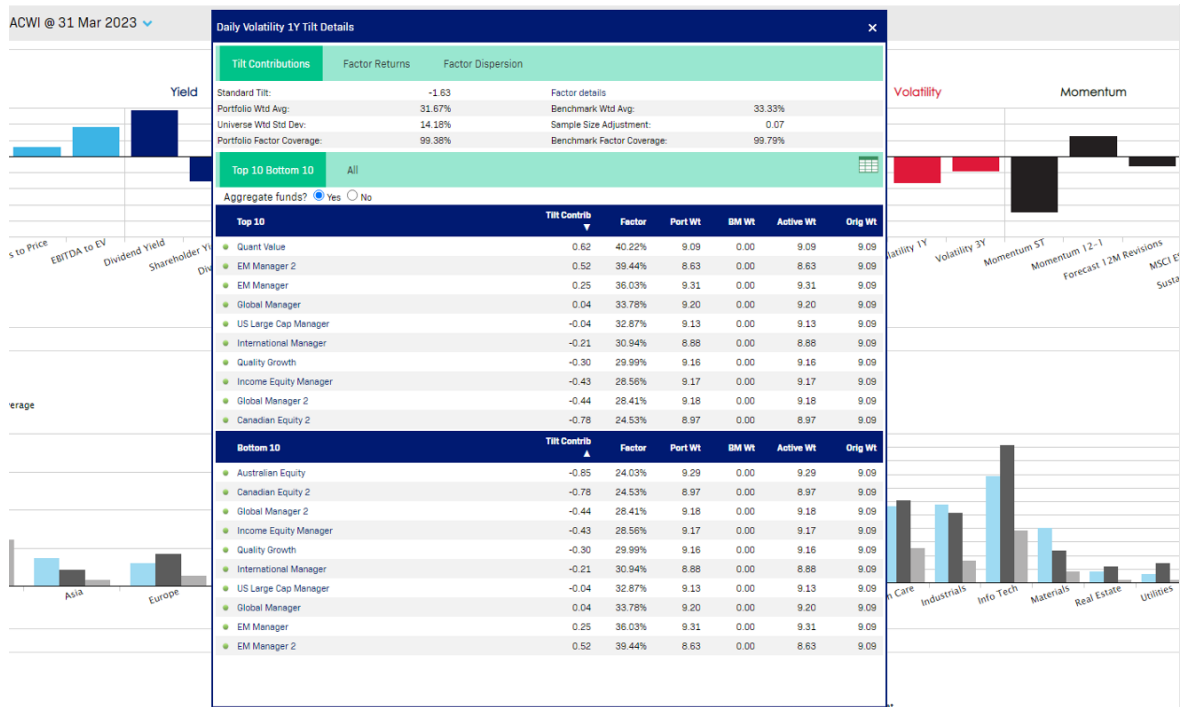 ACWI @ 31 Mar 2023
Daily Volatility 1Y Tilt Details ×
Tilt Contributions Factor Returns Factor Dispersion
Standard Tilt: -1.63 Factor details
Portfolio Wtd Avg: 31.67% Benchmark Wtd Avg: 33.33%
Universe Wtd Std Dev: 14.18% Sample Size Adjustment: 0.07
Portfolio Factor Coverage: 99.38% Benchmark Factor Coverage: 99.79%
Top 10 Bottom 10 All
Aggregate funds? Yes No
Top 10 Tilt Contrib ▼ Factor Port Wt BM Wt Active Wt Orig Wt
Quant Value 0.62 40.22% 9.09 0.00 9.09 9.09
EM Manager 2 0.52 39.44% 8.63 0.00 8.63 9.09
EM Manager 0.25 36.03% 9.31 0.00 9.31 9.09
Global Manager 0.04 33.78% 9.20 0.00 9.20 9.09
US Large Cap Manager -0.04 32.87% 9.13 0.00 9.13 9.09
International Manager -0.21 30.94% 8.88 0.00 8.88 9.09
Quality Growth -0.30 29.99% 9.16 0.00 9.16 9.09
Income Equity Manager -0.43 28.56% 9.17 0.00 9.17 9.09
Global Manager 2 -0.44 28.41% 9.18 0.00 9.18 9.09
Canadian Equity 2 -0.78 24.53% 8.97 0.00 8.97 9.09
Bottom 10 Tilt Contrib ▲ Factor Port Wt BM Wt Active Wt Orig Wt
Australian Equity -0.85 24.03% 9.29 0.00 9.29 9.09
Canadian Equity 2 -0.78 24.53% 8.97 0.00 8.97 9.09
Global Manager 2 -0.44 28.41% 9.18 0.00 9.18 9.09
Income Equity Manager -0.43 28.56% 9.17 0.00 9.17 9.09
Quality Growth -0.30 29.99% 9.16 0.00 9.16 9.09
International Manager -0.21 30.94% 8.88 0.00 8.88 9.09
US Large Cap Manager -0.04 32.87% 9.13 0.00 9.13 9.09
Global Manager 0.04 33.78% 9.20 0.00 9.20 9.09
EM Manager 0.25 36.03% 9.31 0.00 9.31 9.09
EM Manager 2 0.52 39.44% 8.63 0.00 8.63 9.09
Yield
s to Price
EBITDA to EV
Dividend Yield
Shareholder Yi
Div
Volatility
Momentum
latility 1Y
Volatility 3Y
Momentum ST
Momentum 12-1
Forecast 12M Revisions
MSCI ES
Susta
verage
Asia
Europe
n Care
Industrials
Info Tech
Materials
Real Estate
Utilities